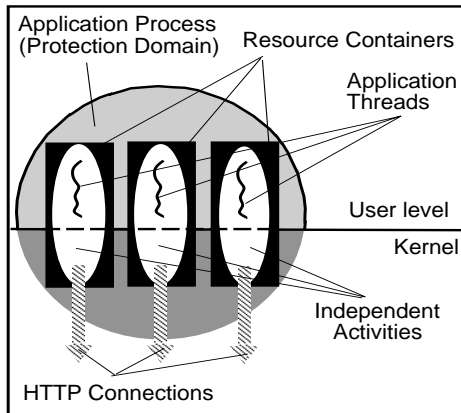 Application Process
(Protection Domain)
Resource Containers
Application
Threads
User level
Kernel
Independent
Activities
HTTP Connections